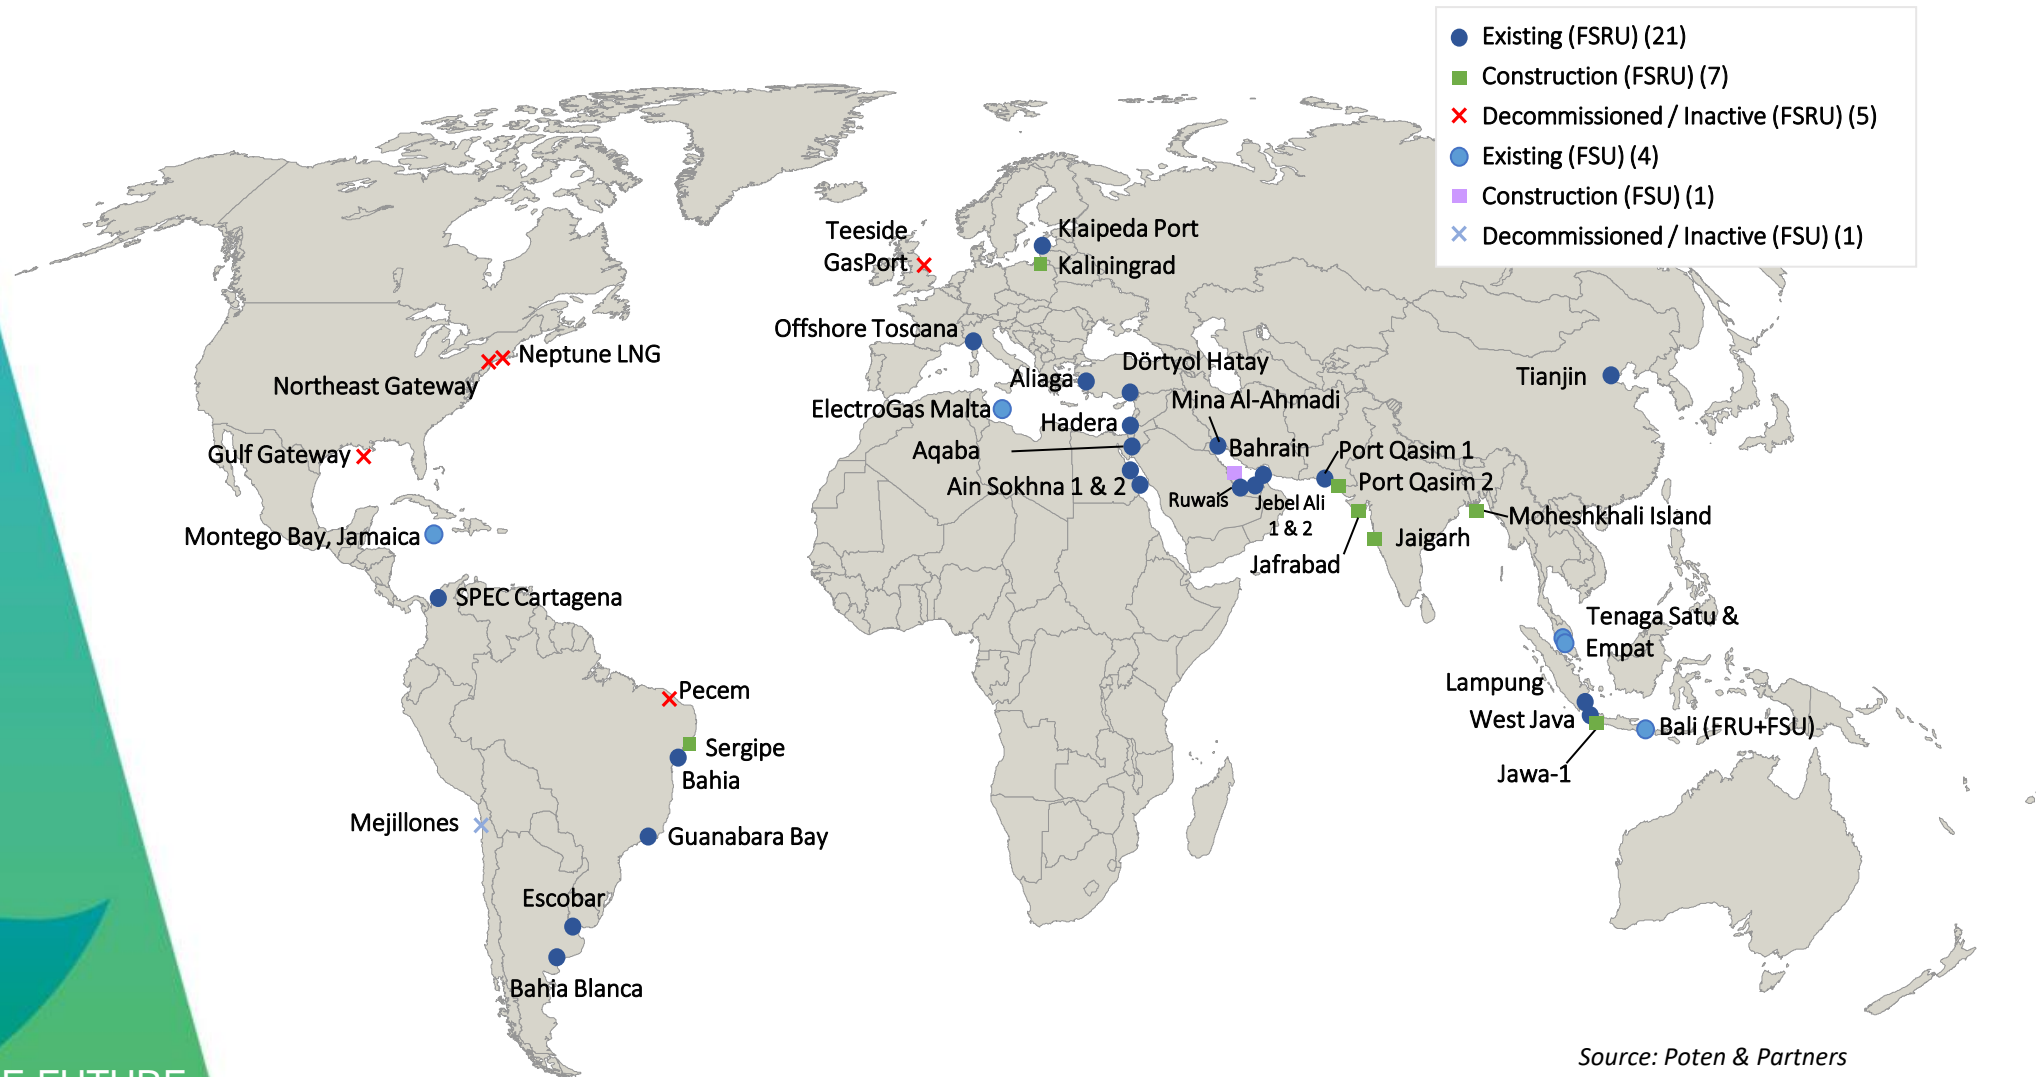 Existing (FSRU) (21)
Construction (FSRU) (7)
Decommissioned / Inactive (FSRU) (5)
Existing (FSU) (4)
Construction (FSU) (1)
Decommissioned / Inactive (FSU) (1)
Teeside
GasPort
Klaipeda Port
Kaliningrad
Offshore Toscana
Neptune LNG
Northeast Gateway
Dörtyol Hatay
Aliaga
Tianjin
Mina Al-Ahmadi
ElectroGas Malta
Hadera
Gulf Gateway
Aqaba
Bahrain
Port Qasim 1
Ain Sokhna 1 & 2
Port Qasim 2
Ruwais
Jebel Ali
1 & 2
Moheshkhali Island
Montego Bay, Jamaica
Jaigarh
Jafrabad
SPEC Cartagena
Tenaga Satu &
Empat
Lampung
Pecem
West Java
Bali (FRU+FSU)
Sergipe
Bahia
Jawa-1
Mejillones
Guanabara Bay
Escobar
Bahia Blanca
Source: Poten & Partners
E FUTURE